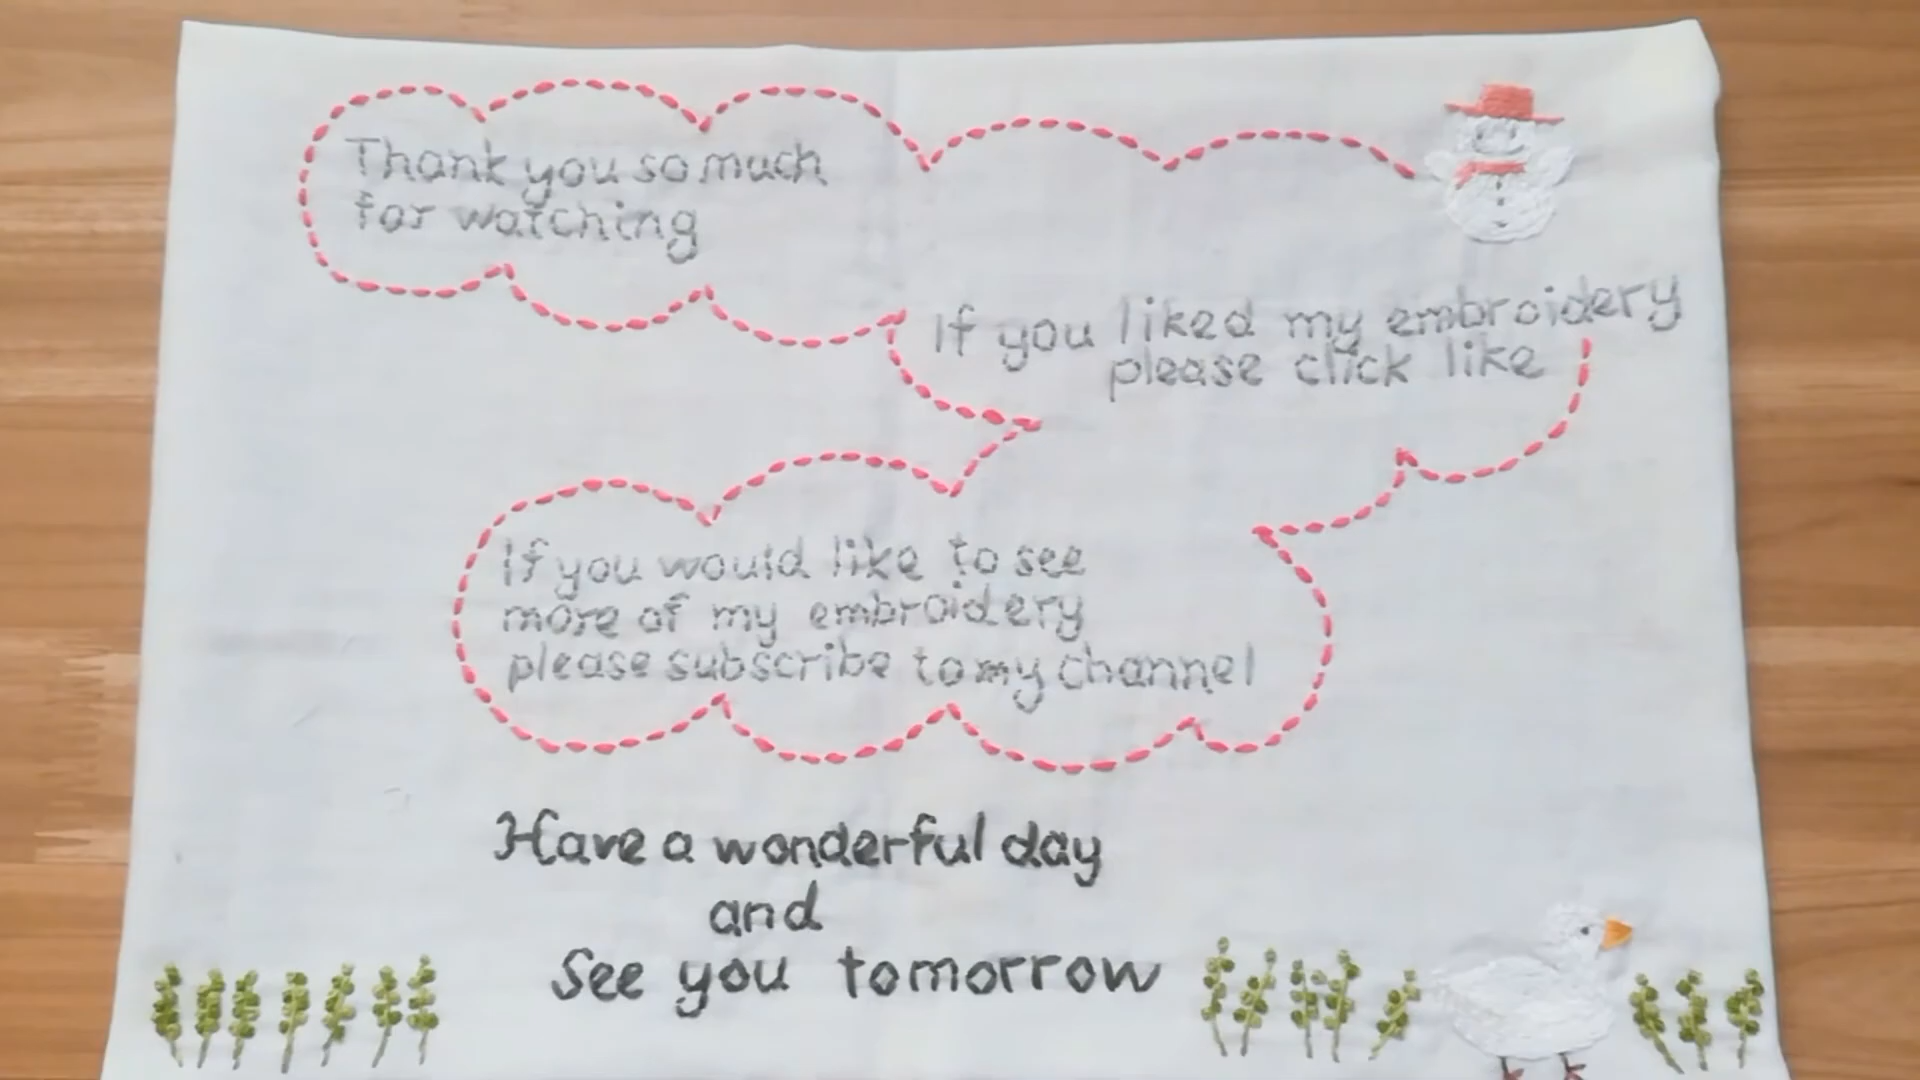 Thank you so much
for watching
If you liked my embroidery
please click like
If you would like to see
more of my embroidery
please subscribe to my channel
Have a wonderful day
and
See you tomorrow